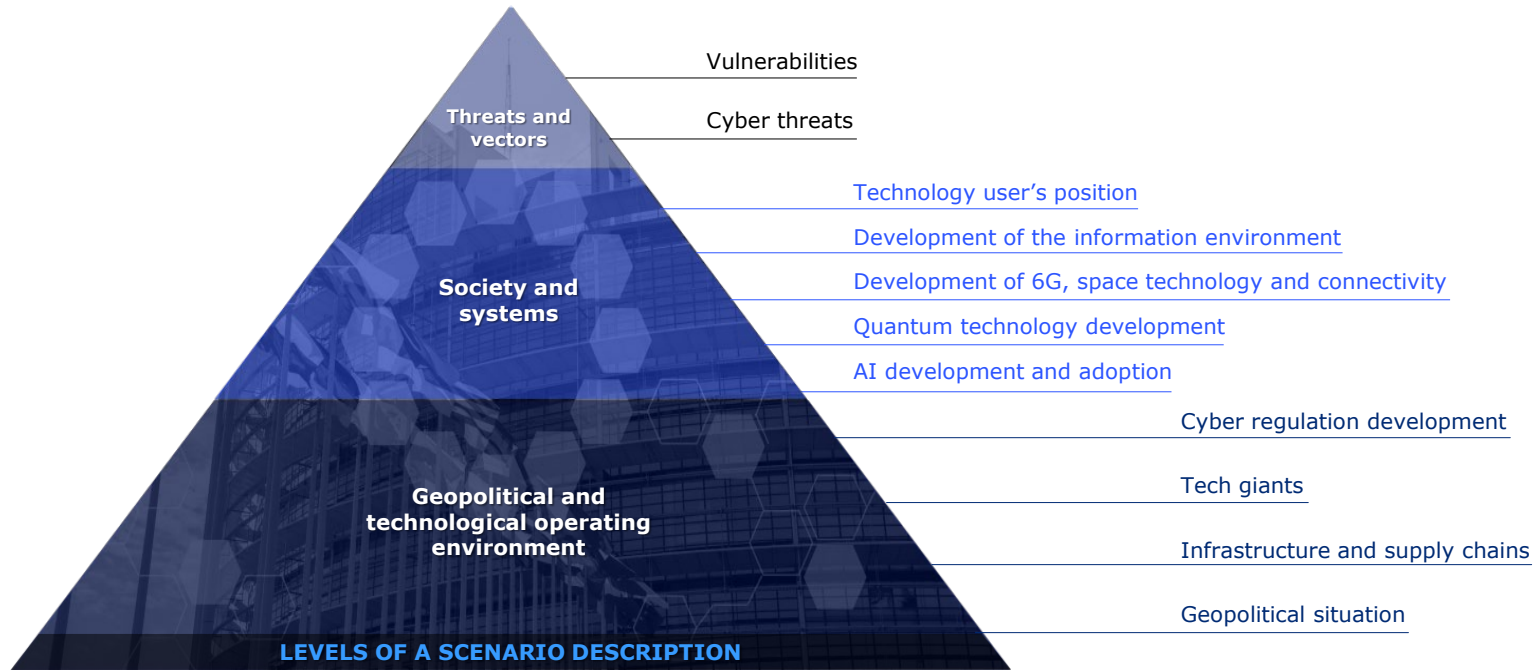 Vulnerabilities
Threats and
vectors
Cyber threats
Technology user’s position
Development of the information environment
Society and
systems
Development of 6G, space technology and connectivity
Quantum technology development
AI development and adoption
Cyber regulation development
Geopolitical and
technological operating
environment
Tech giants
Infrastructure and supply chains
Geopolitical situation
LEVELS OF A SCENARIO DESCRIPTION